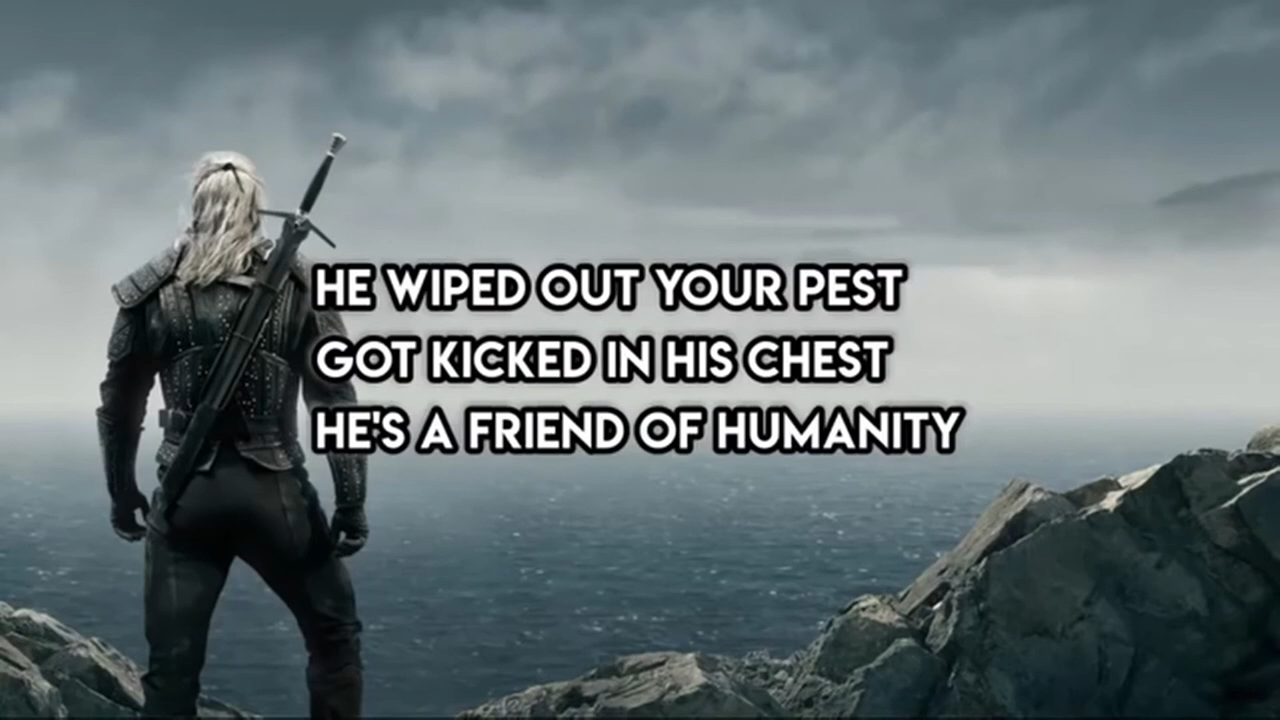 HE WIPED OUT YOUR PEST
GOT KICKED IN HIS CHEST
HE'S A FRIEND OF HUMANITY